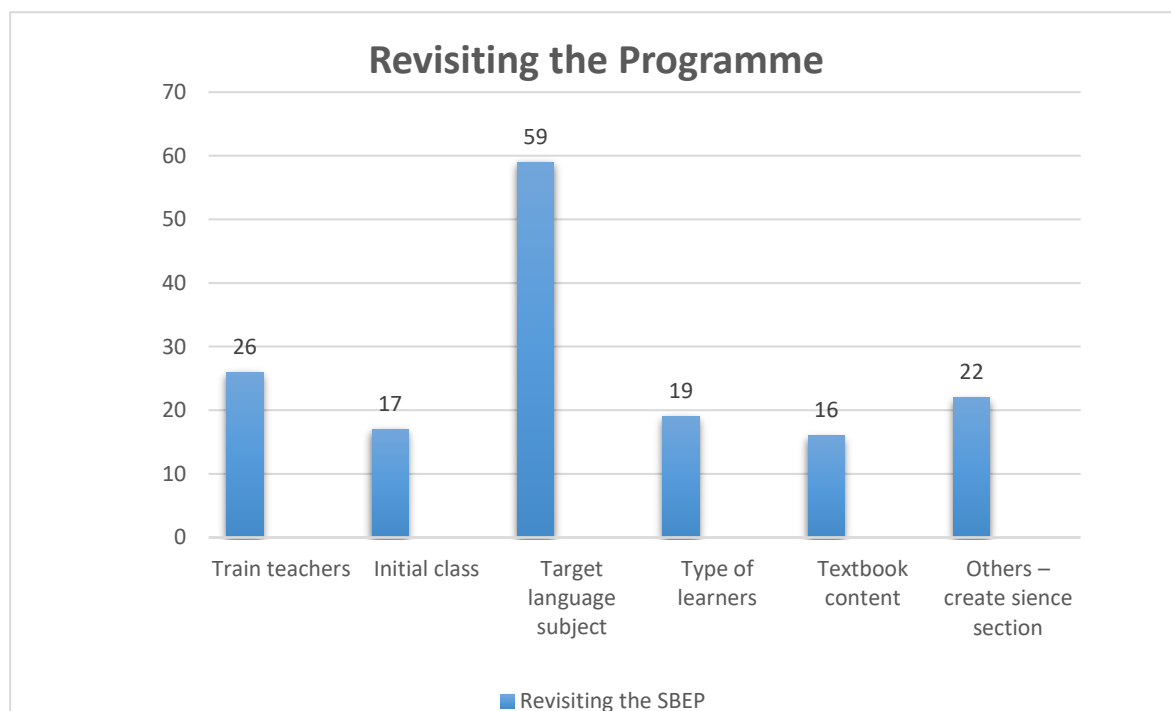 Revisiting the Programme
70
60
50
40
30
20
10
0
26
17
59
19
16
22
Train teachers
Initial class
Target
language
subject
Type of
learners
Textbook
content
Others –
create sience
section
Revisiting the SBEP